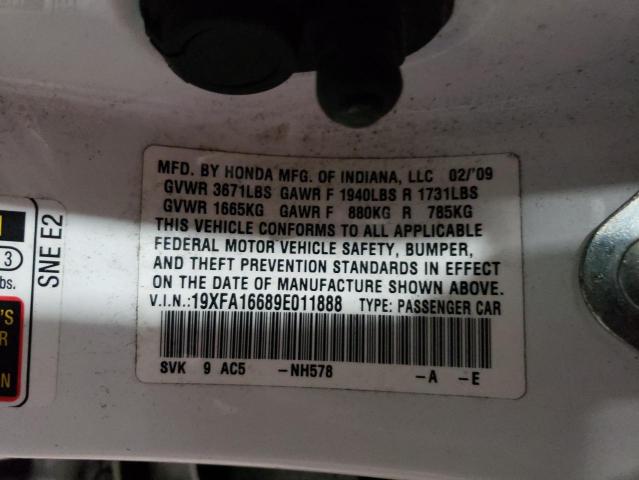 MFD. BY HONDA MFG. OF INDIANA, LLC 02/'09
GVWR 3671LBS GAWR F 1940LBS R 1731LBS
GVWR 1665KG GAWR F 880KG R 785KG
THIS VEHICLE CONFORMS TO ALL APPLICABLE
FEDERAL MOTOR VEHICLE SAFETY, BUMPER,
AND THEFT PREVENTION STANDARDS IN EFFECT
ON THE DATE OF MANUFACTURE SHOWN ABOVE.
V.I.N.:19XFA16689E011888 TYPE: PASSENGER CAR
SVK 9 AC5 -NH578 -A -E
SNE E2
3
bs.
'S
R
N